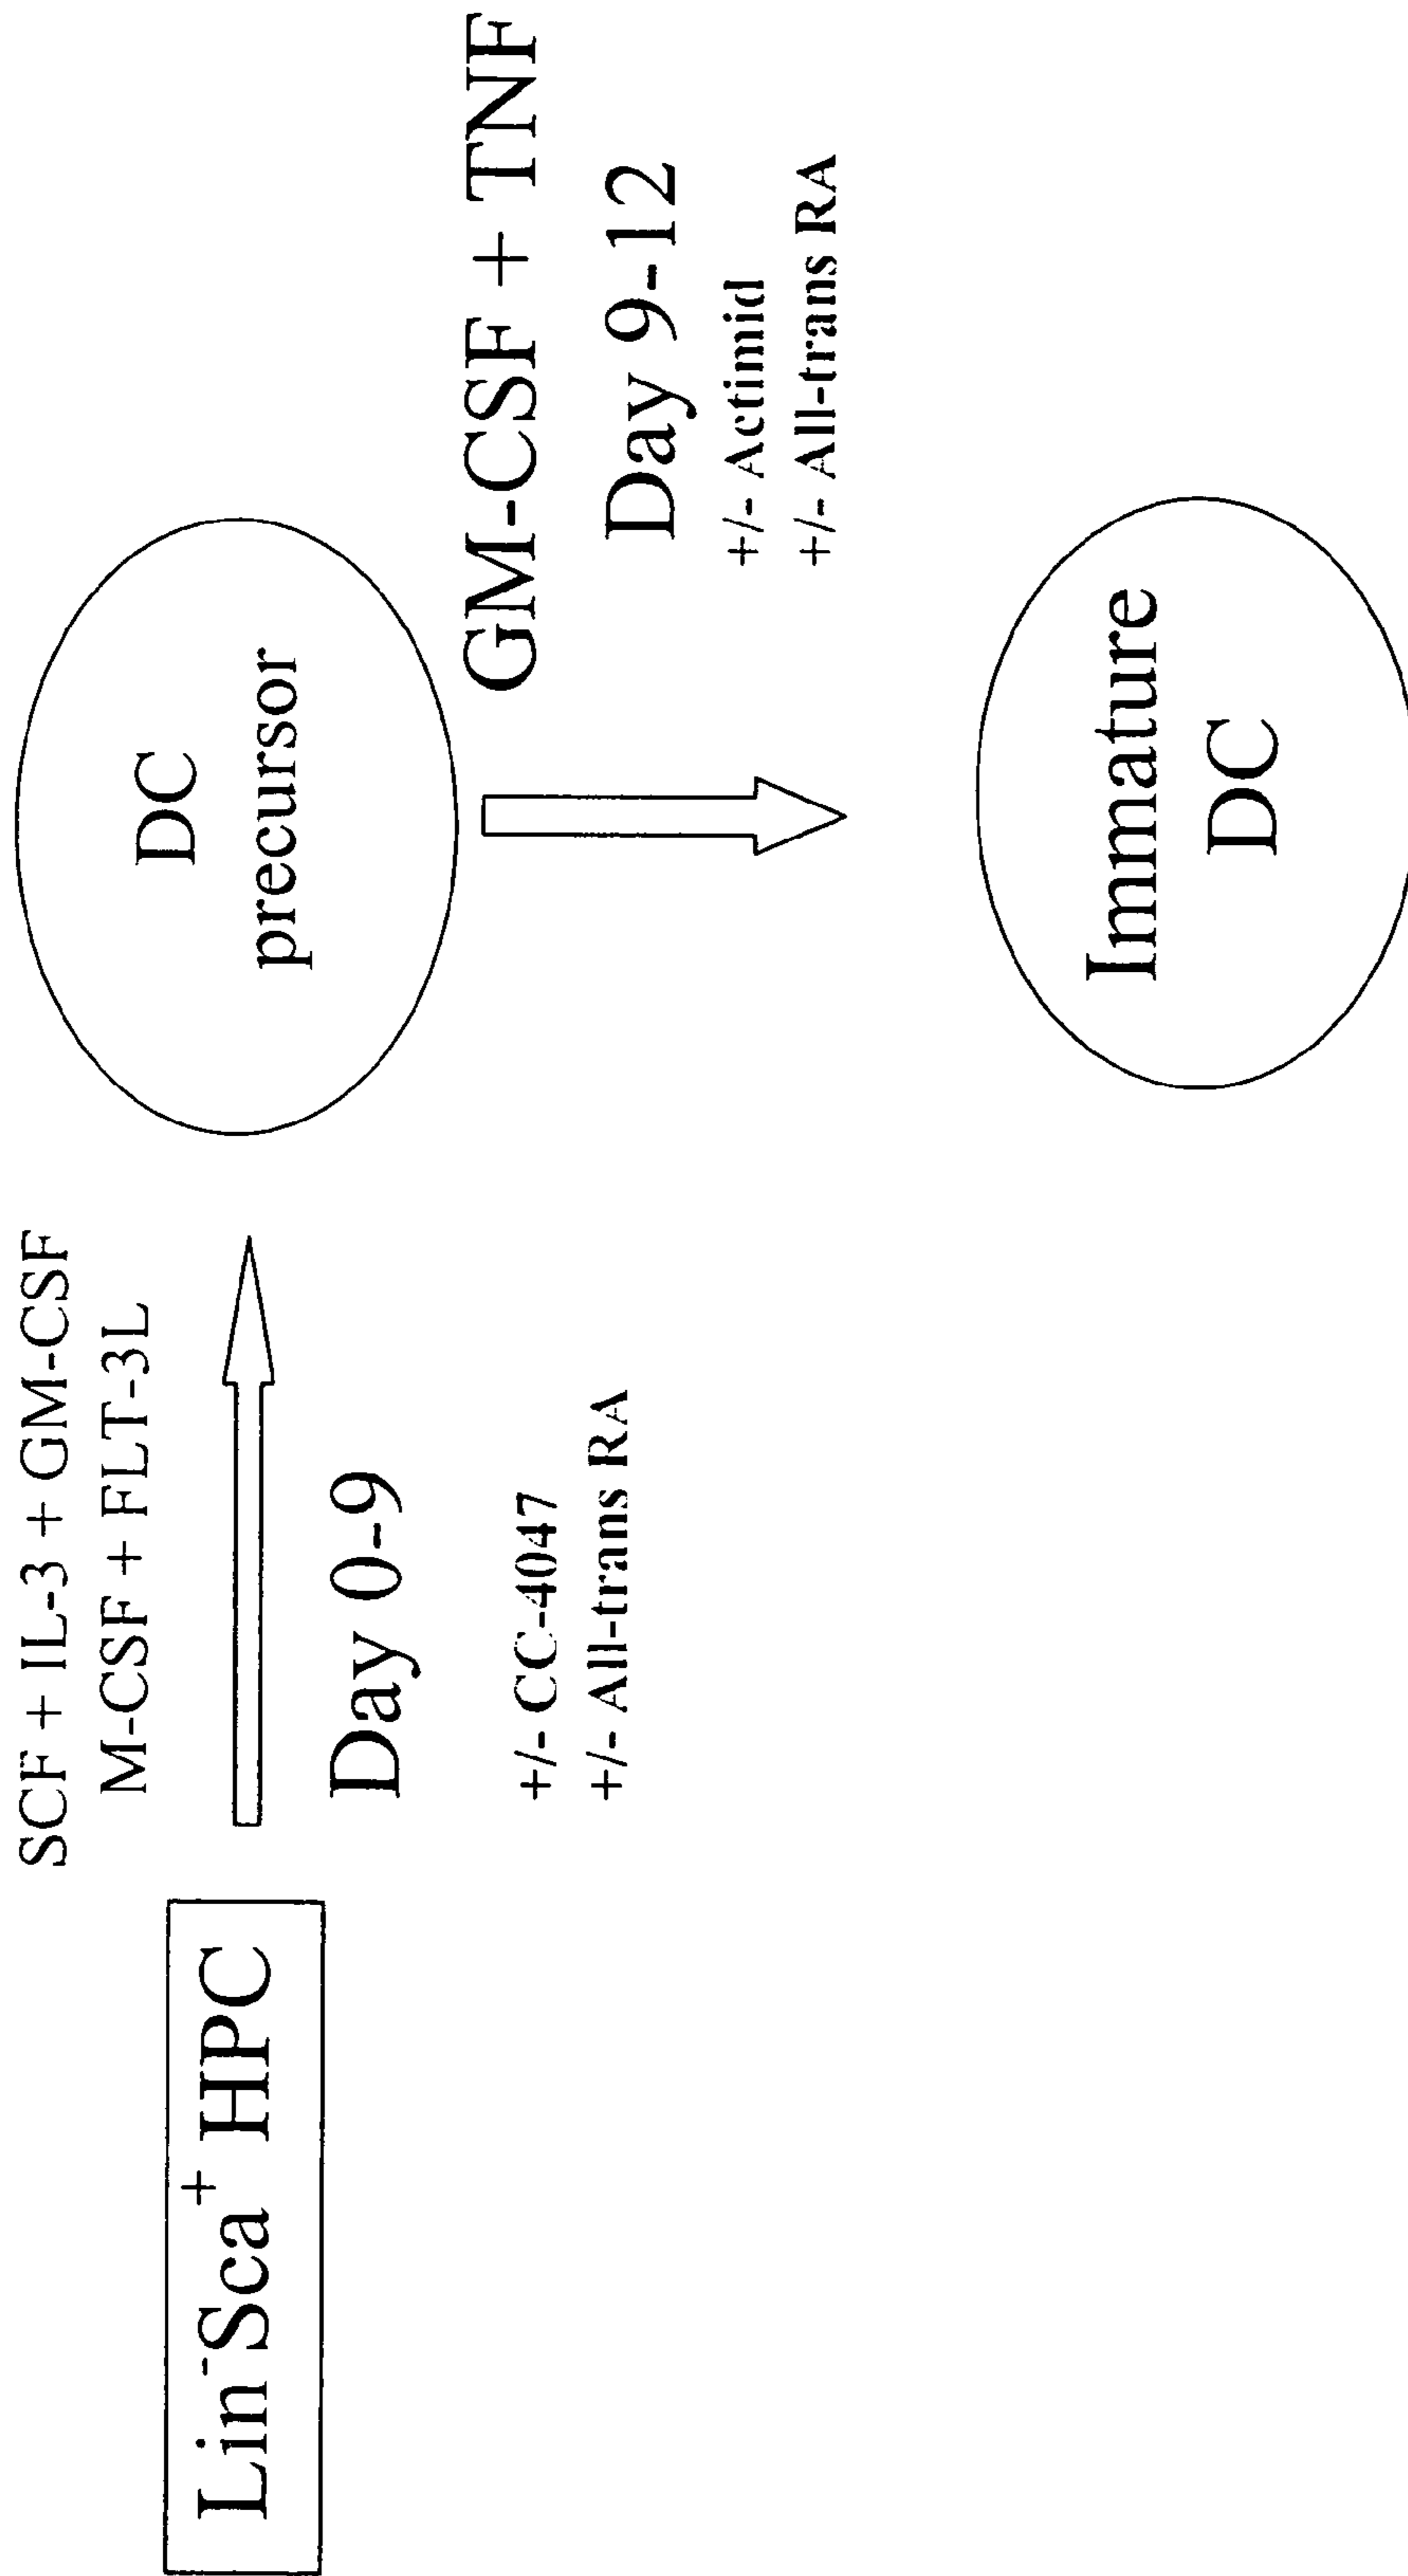 Lin⁻Sca⁺ HPC
SCF + IL-3 + GM-CSF
M-CSF + FLT-3L
Day 0-9
+/- CC-4047
+/- All-trans RA
DC
precursor
GM-CSF + TNF
Day 9-12
+/- Actimid
+/- All-trans RA
Immature
DC